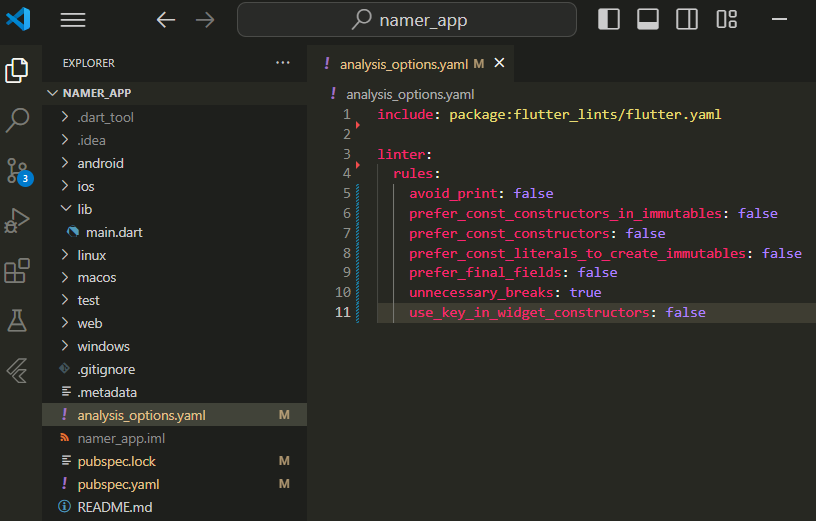 namer_app
EXPLORER
NAMER_APP
.dart_tool
.idea
android
ios
lib
main.dart
linux
macos
test
web
windows
.gitignore
.metadata
analysis_options.yaml M
namer_app.iml
pubspec.lock M
pubspec.yaml M
README.md
3
analysis_options.yaml M
analysis_options.yaml
1 include: package:flutter_lints/flutter.yaml
2
3 linter:
4 rules:
5 avoid_print: false
6 prefer_const_constructors_in_immutables: false
7 prefer_const_constructors: false
8 prefer_const_literals_to_create_immutables: false
9 prefer_final_fields: false
10 unnecessary_breaks: true
11 use_key_in_widget_constructors: false